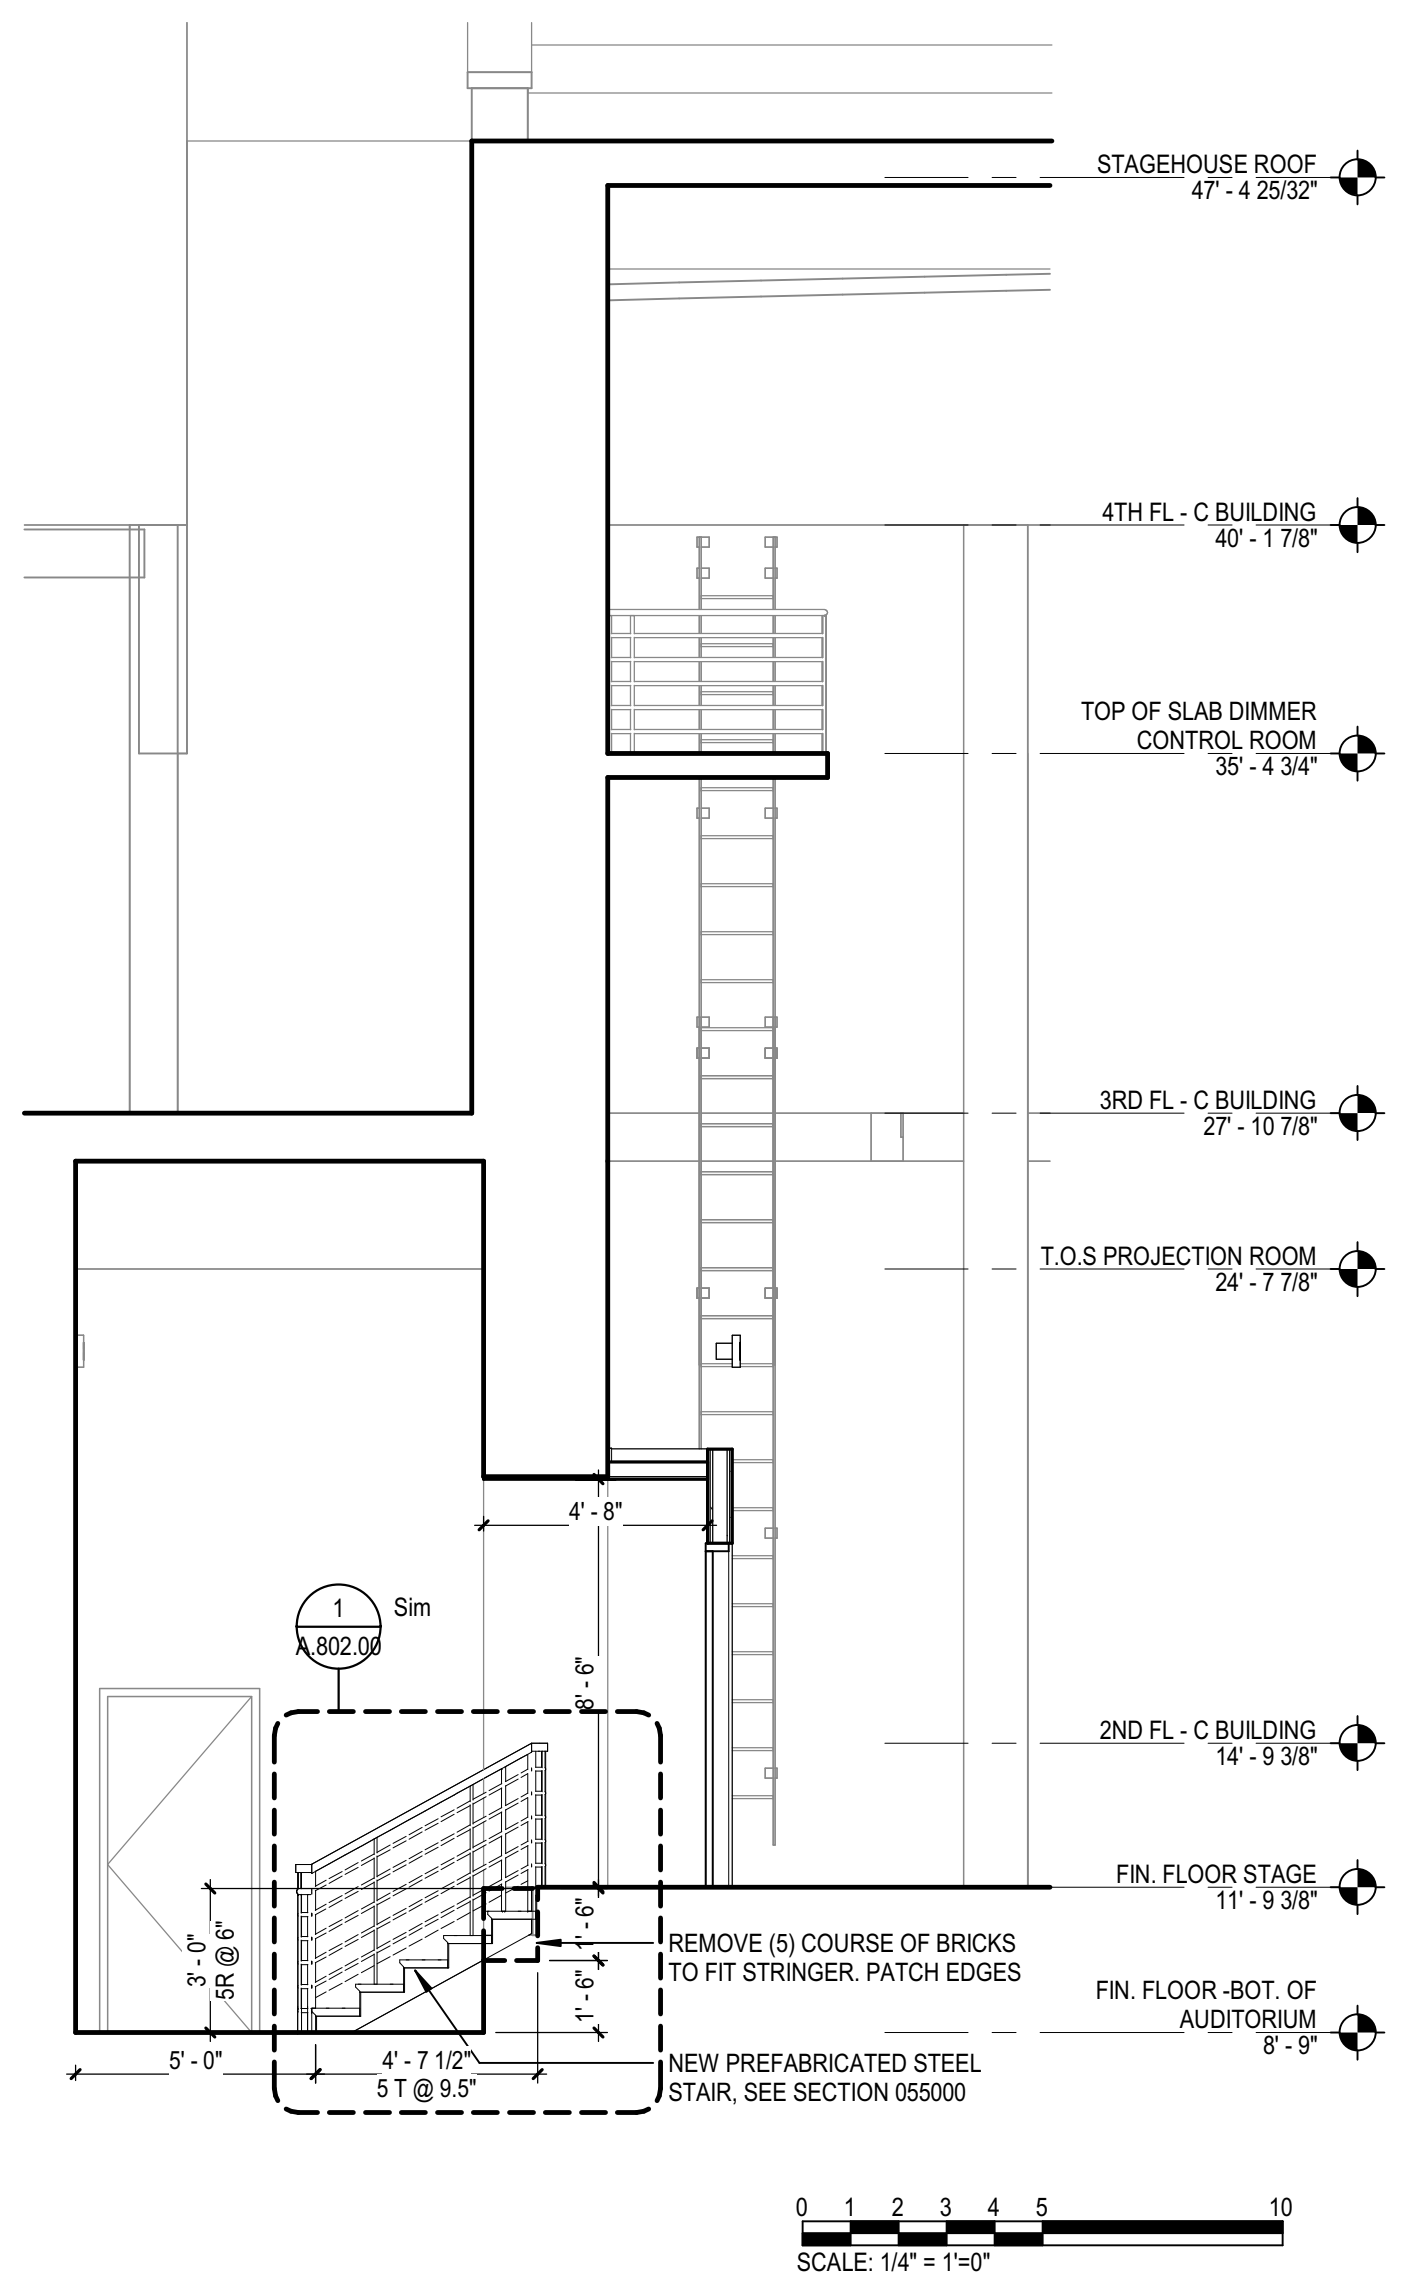 STAGEHOUSE ROOF
47' - 4 25/32"
4TH FL - C BUILDING
40' - 1 7/8"
TOP OF SLAB DIMMER
CONTROL ROOM
35' - 4 3/4"
3RD FL - C BUILDING
27' - 10 7/8"
T.O.S PROJECTION ROOM
24' - 7 7/8"
4' - 8"
1
A.802.00
Sim
8' - 6"
2ND FL - C BUILDING
14' - 9 3/8"
FIN. FLOOR STAGE
11' - 9 3/8"
3' - 0"
5R @ 6"
1' - 6"
1' - 6"
REMOVE (5) COURSE OF BRICKS
TO FIT STRINGER. PATCH EDGES
FIN. FLOOR -BOT. OF
AUDITORIUM
8' - 9"
5' - 0"
4' - 7 1/2"
5 T @ 9.5"
NEW PREFABRICATED STEEL
STAIR, SEE SECTION 055000
0 1 2 3 4 5 10
SCALE: 1/4" = 1'=0"